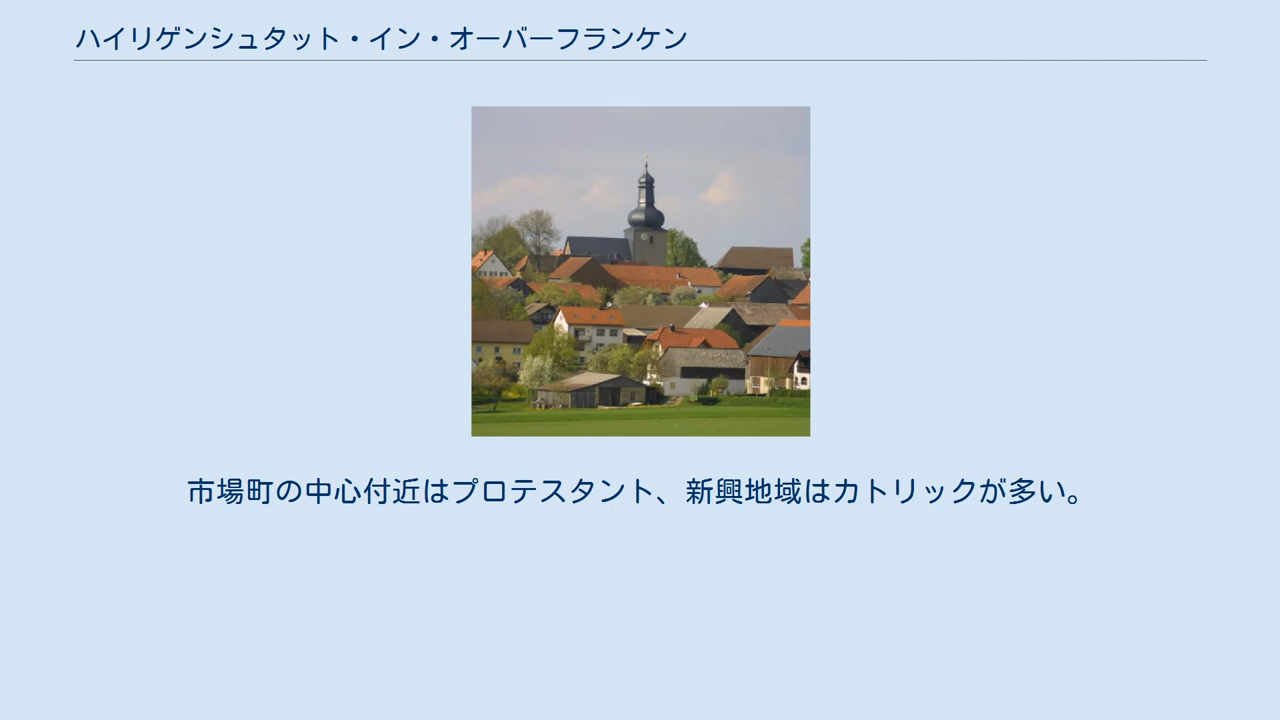 ハイリゲンシュタット・イン・オーバーフランケン
市場町の中心付近はプロテスタント、新興地域はカトリックが多い。